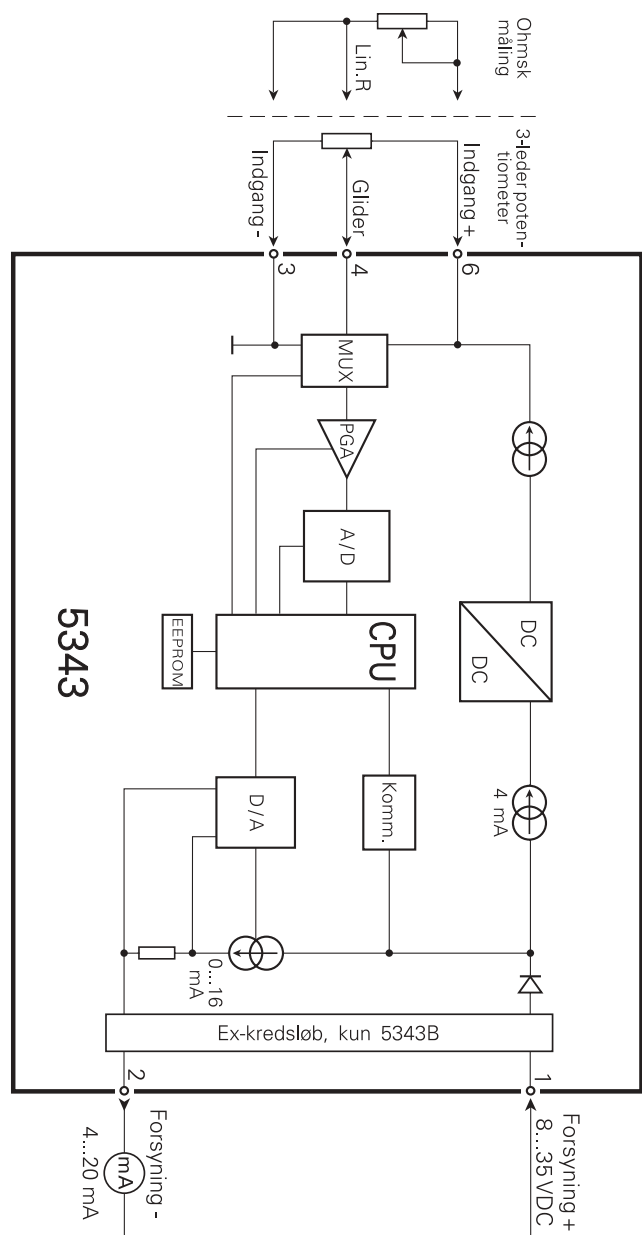 Ohmsk
måling
Lin.R
3-leder poten-
tiometer
Indgang +
Glider
Indgang -
6
4
3
MUX
PGA
A/D
CPU
EEPROM
5343
DC
DC
4 mA
Komm.
D/A
0...16
mA
Ex-kredsløb, kun 5343B
1
2
Forsyning +
8...35 VDC
Forsyning -
4...20 mA
mA